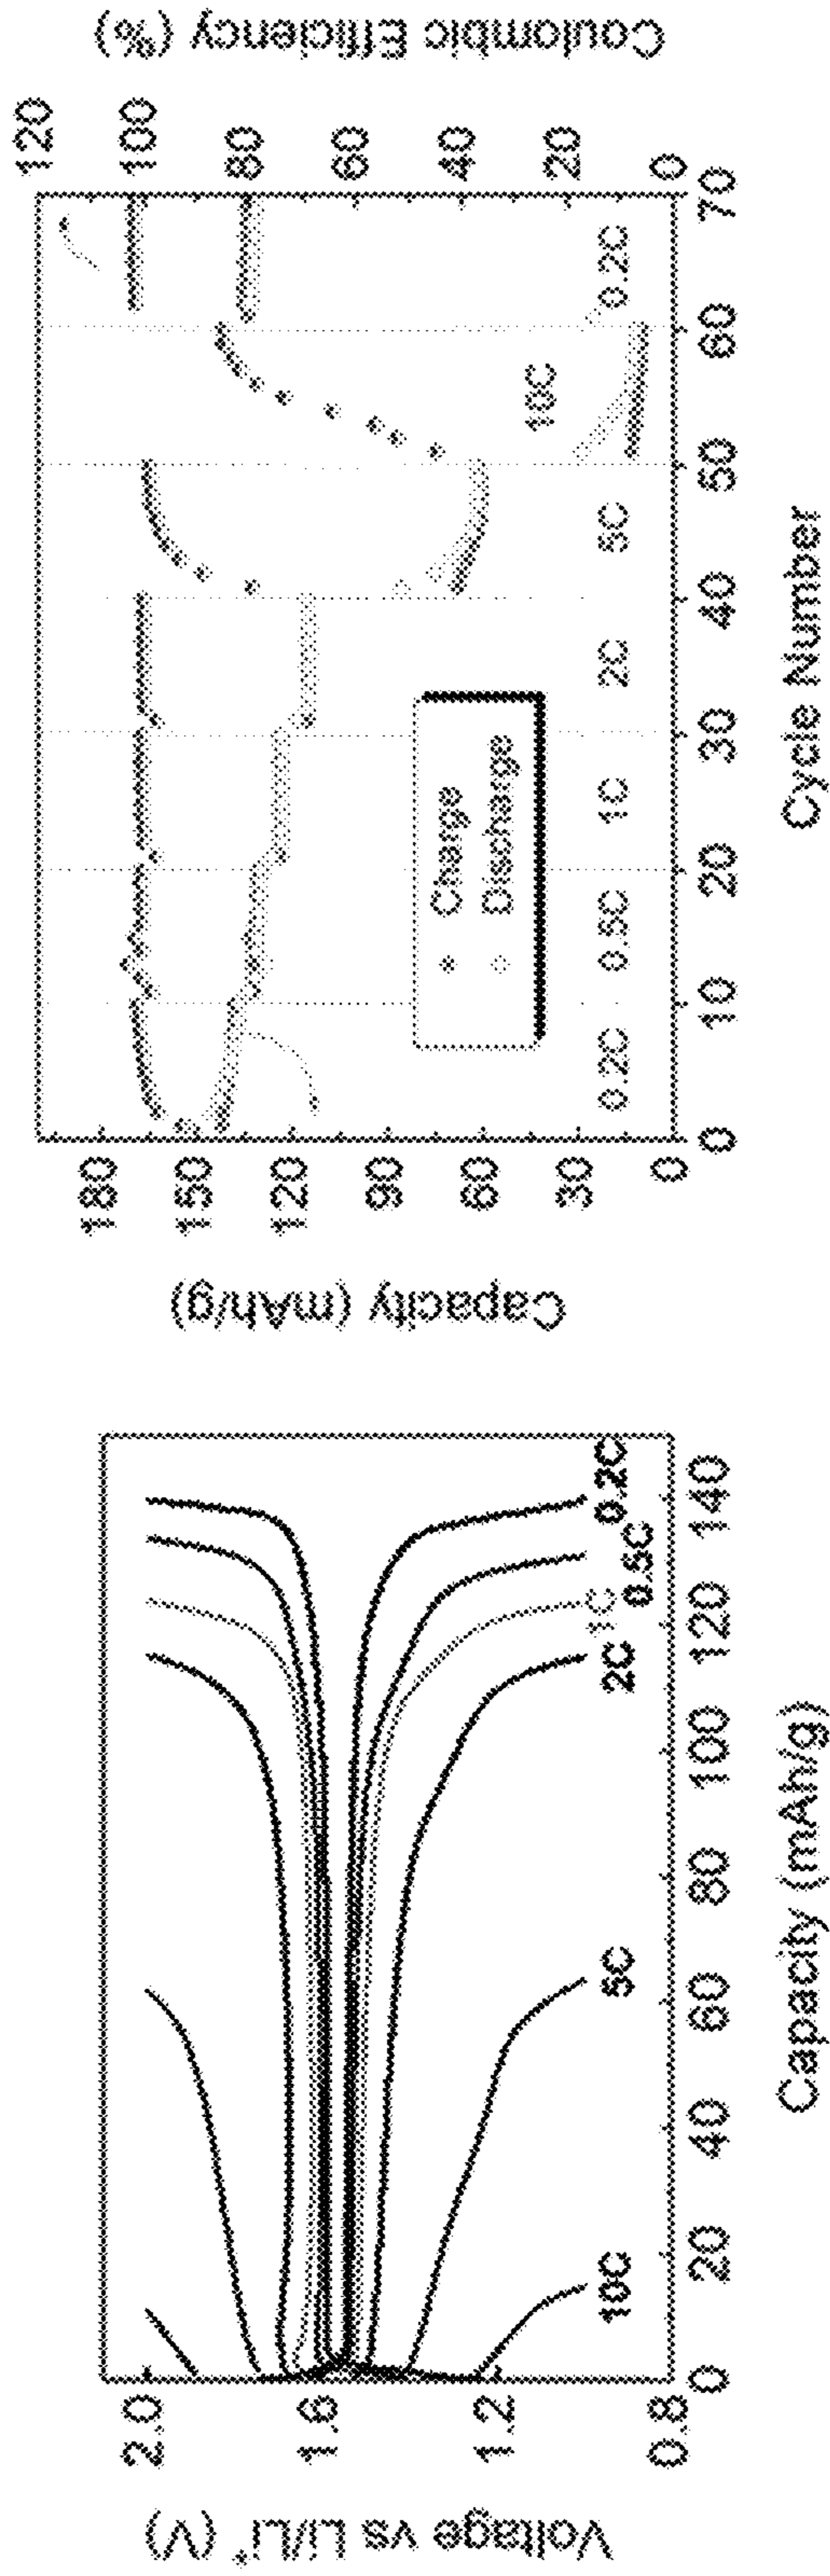 Voltage vs Li/Li⁺ (V)
2.0
1.6
1.2
0.8
0 20 40 60 80 100 120 140
Capacity (mAh/g)
10C
5C
2C
1C
0.5C
0.2C
Capacity (mAh/g)
180
150
120
90
60
30
0
0 10 20 30 40 50 60 70
Cycle Number
Charge
Discharge
0.2C 0.5C 1C 2C 5C 10C 0.2C
120
100
80
60
40
20
0
Coulombic Efficiency
(%)